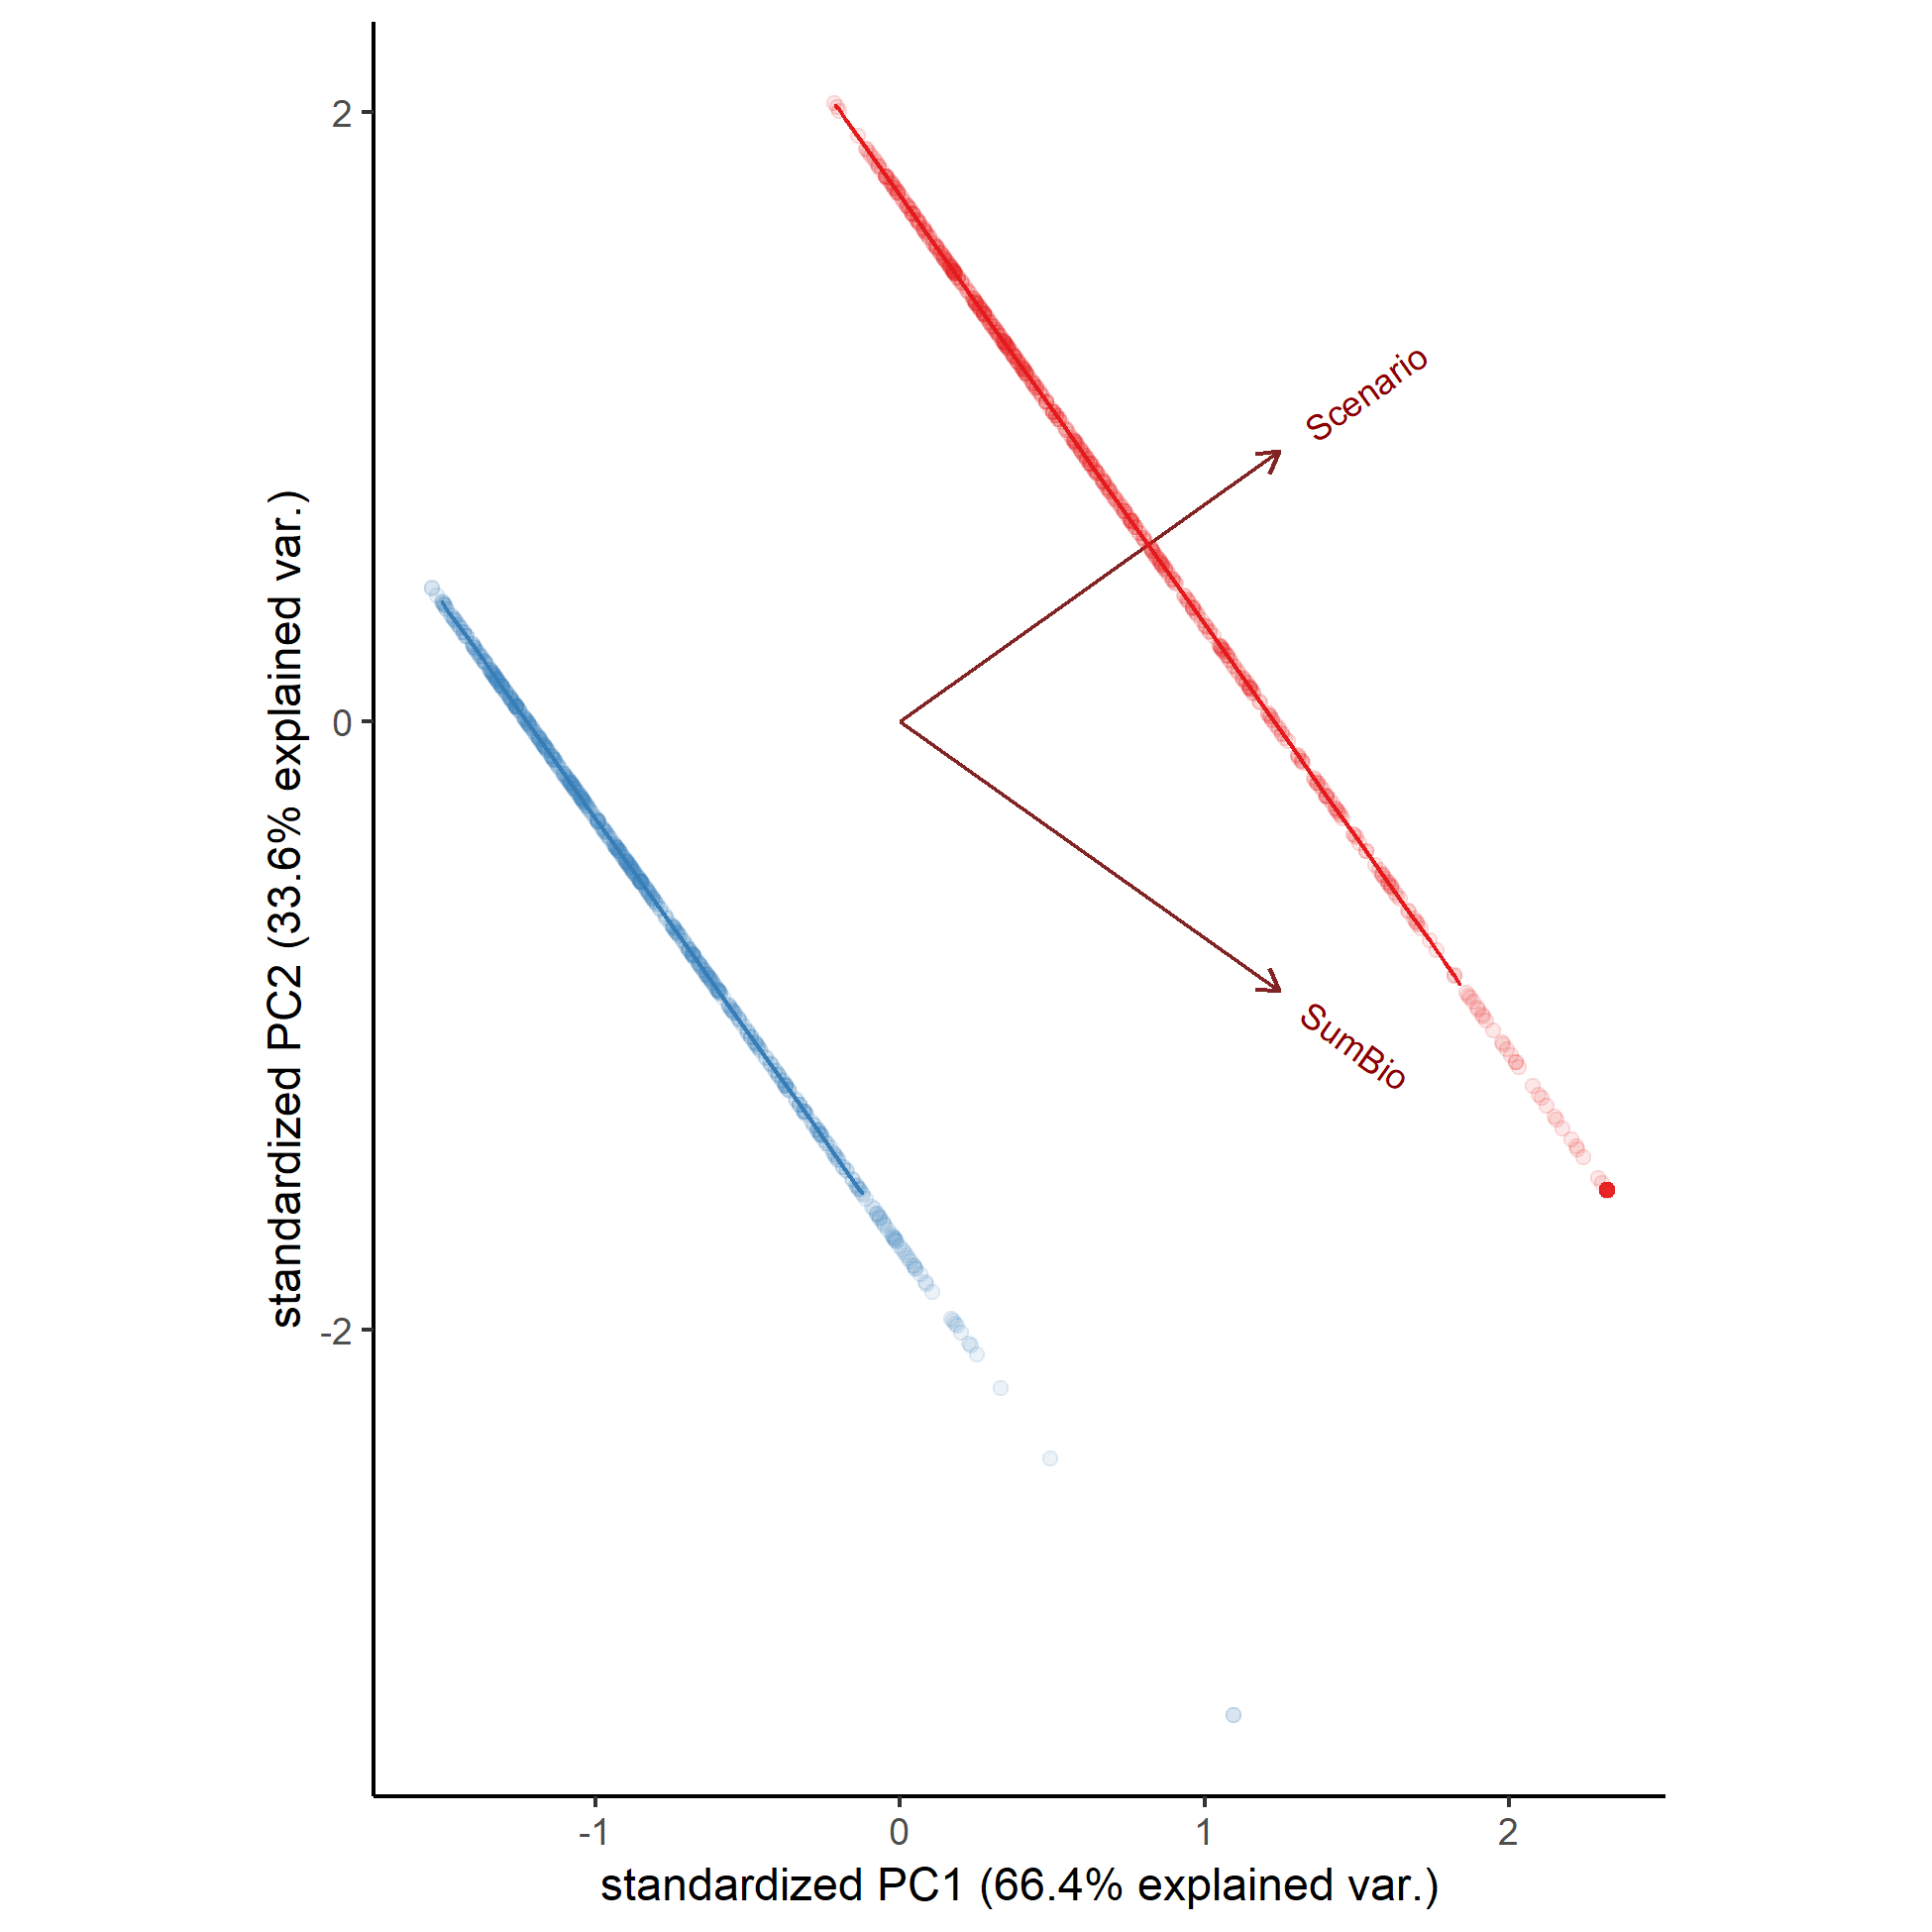 standardized PC2 (33.6% explained var.)
2
0
-2
Scenario
SumBio
-1
0
1
2
standardized PC1 (66.4% explained var.)